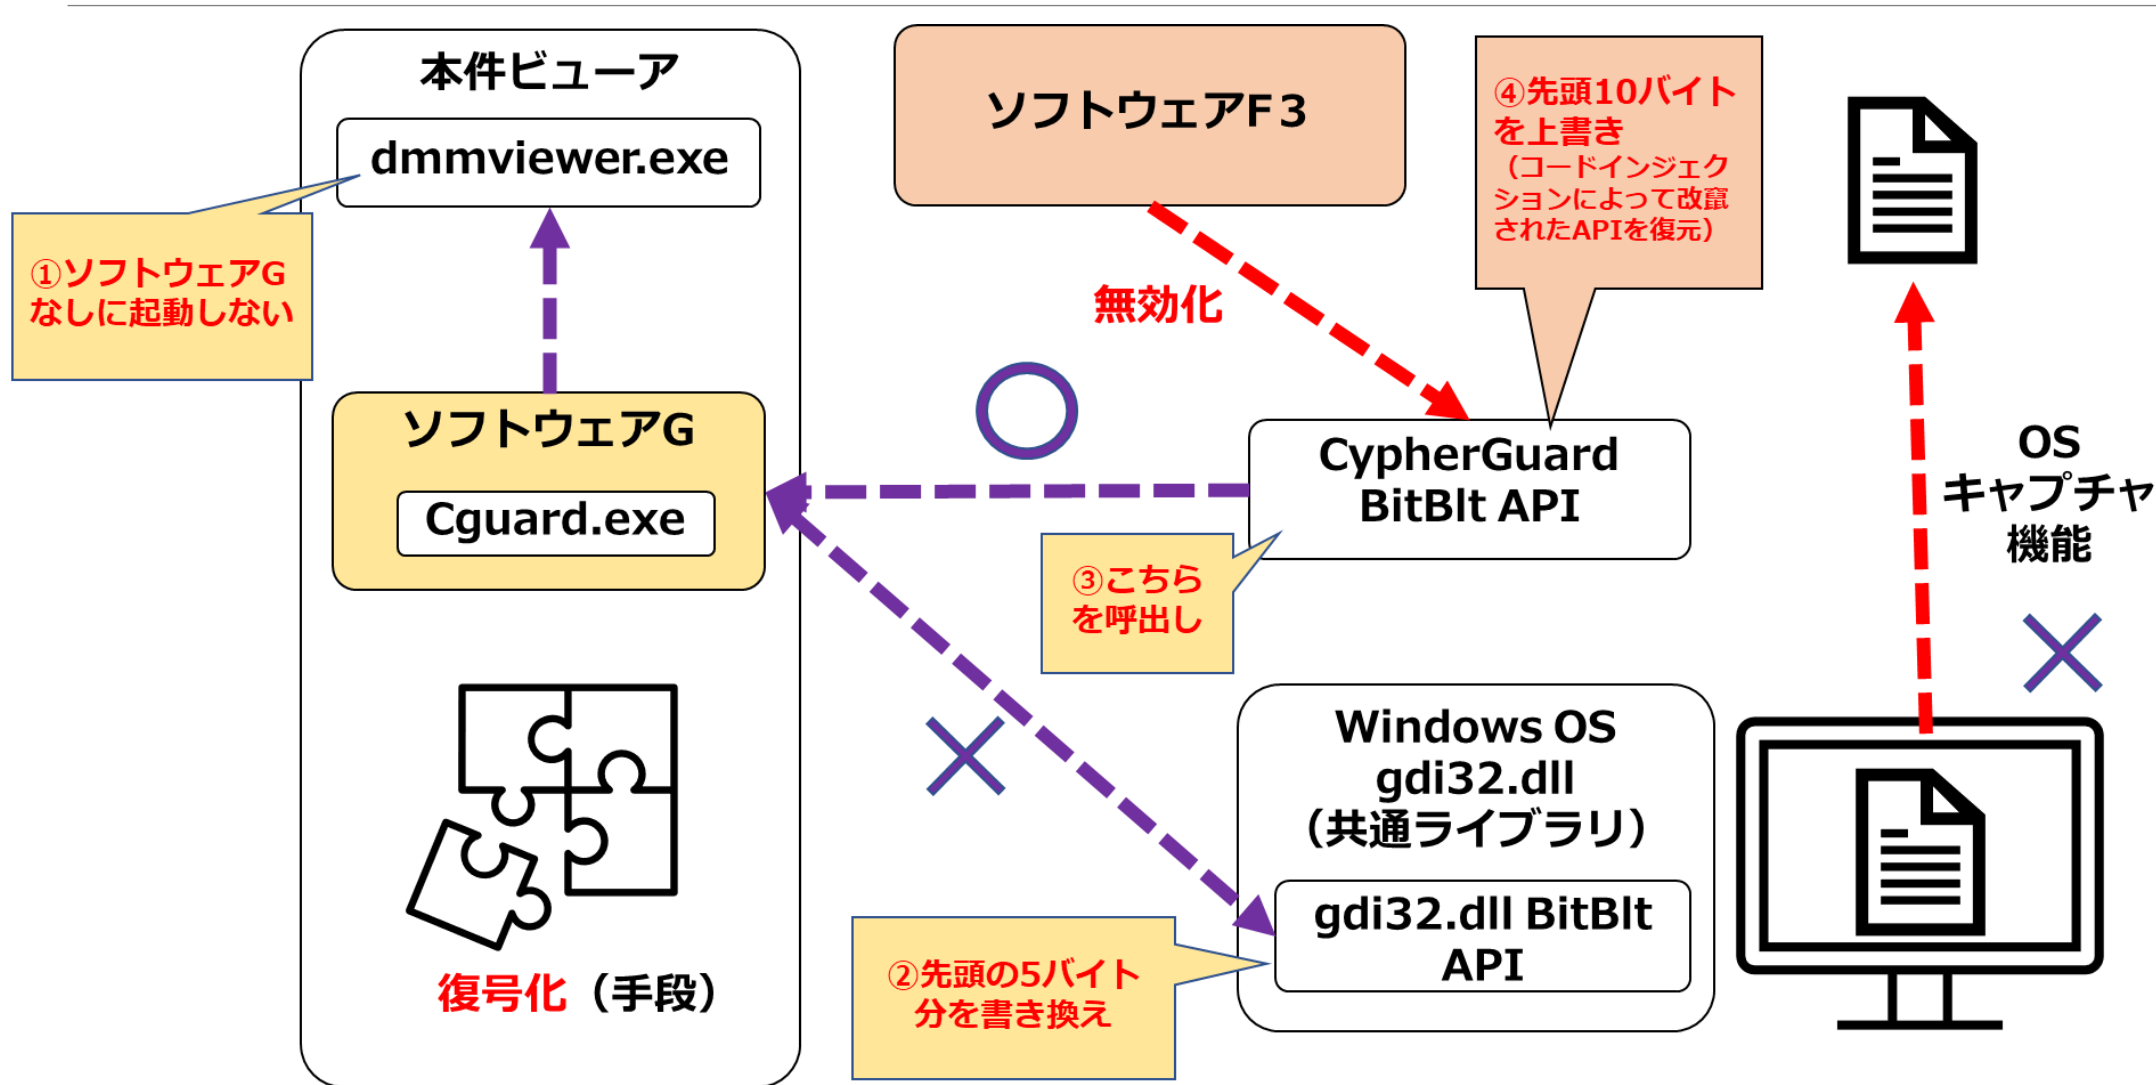 本件ビューア
dmmviewer.exe
①ソフトウェアG
なしに起動しない
ソフトウェアG
Cguard.exe
復号化（手段）
ソフトウェアF３
無効化
④先頭10バイト
を上書き
（コードインジェク
ションによって改竄
されたAPIを復元）
CypherGuard
BitBlt API
③こちら
を呼出し
Windows OS
gdi32.dll
（共通ライブラリ）
gdi32.dll BitBlt
API
②先頭の5バイト
分を書き換え
OS
キャプチャ
機能